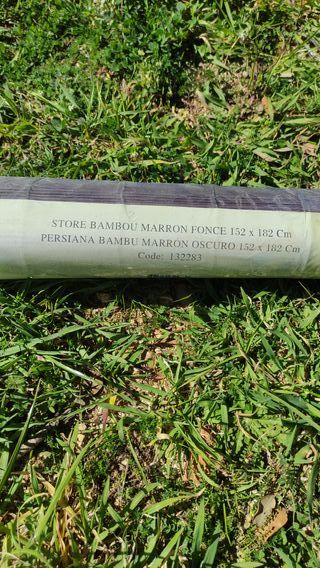 STORE BAMBOU MARRON FONCE 152 x 182 Cm
PERSIANA BAMBU MARRON OSCURO 152 x 182 Cm
Code: 132283